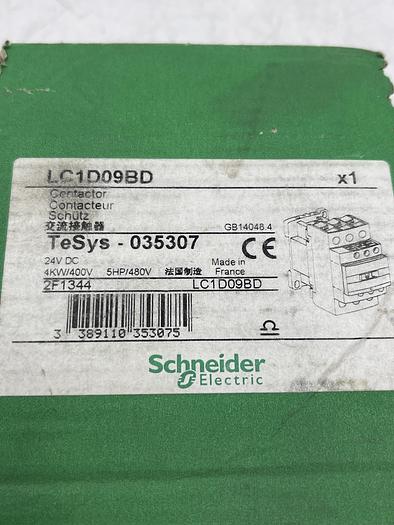 LC1D09BD x1
Contactor
Contacteur
Schütz
交流接触器 GB14048.4
TeSys - 035307 CE
24V DC Made in
4KW/400V 5HP/480V 法国制造 France
2F1344 LC1D09BD
3 389110 353075
Schneider
Electric